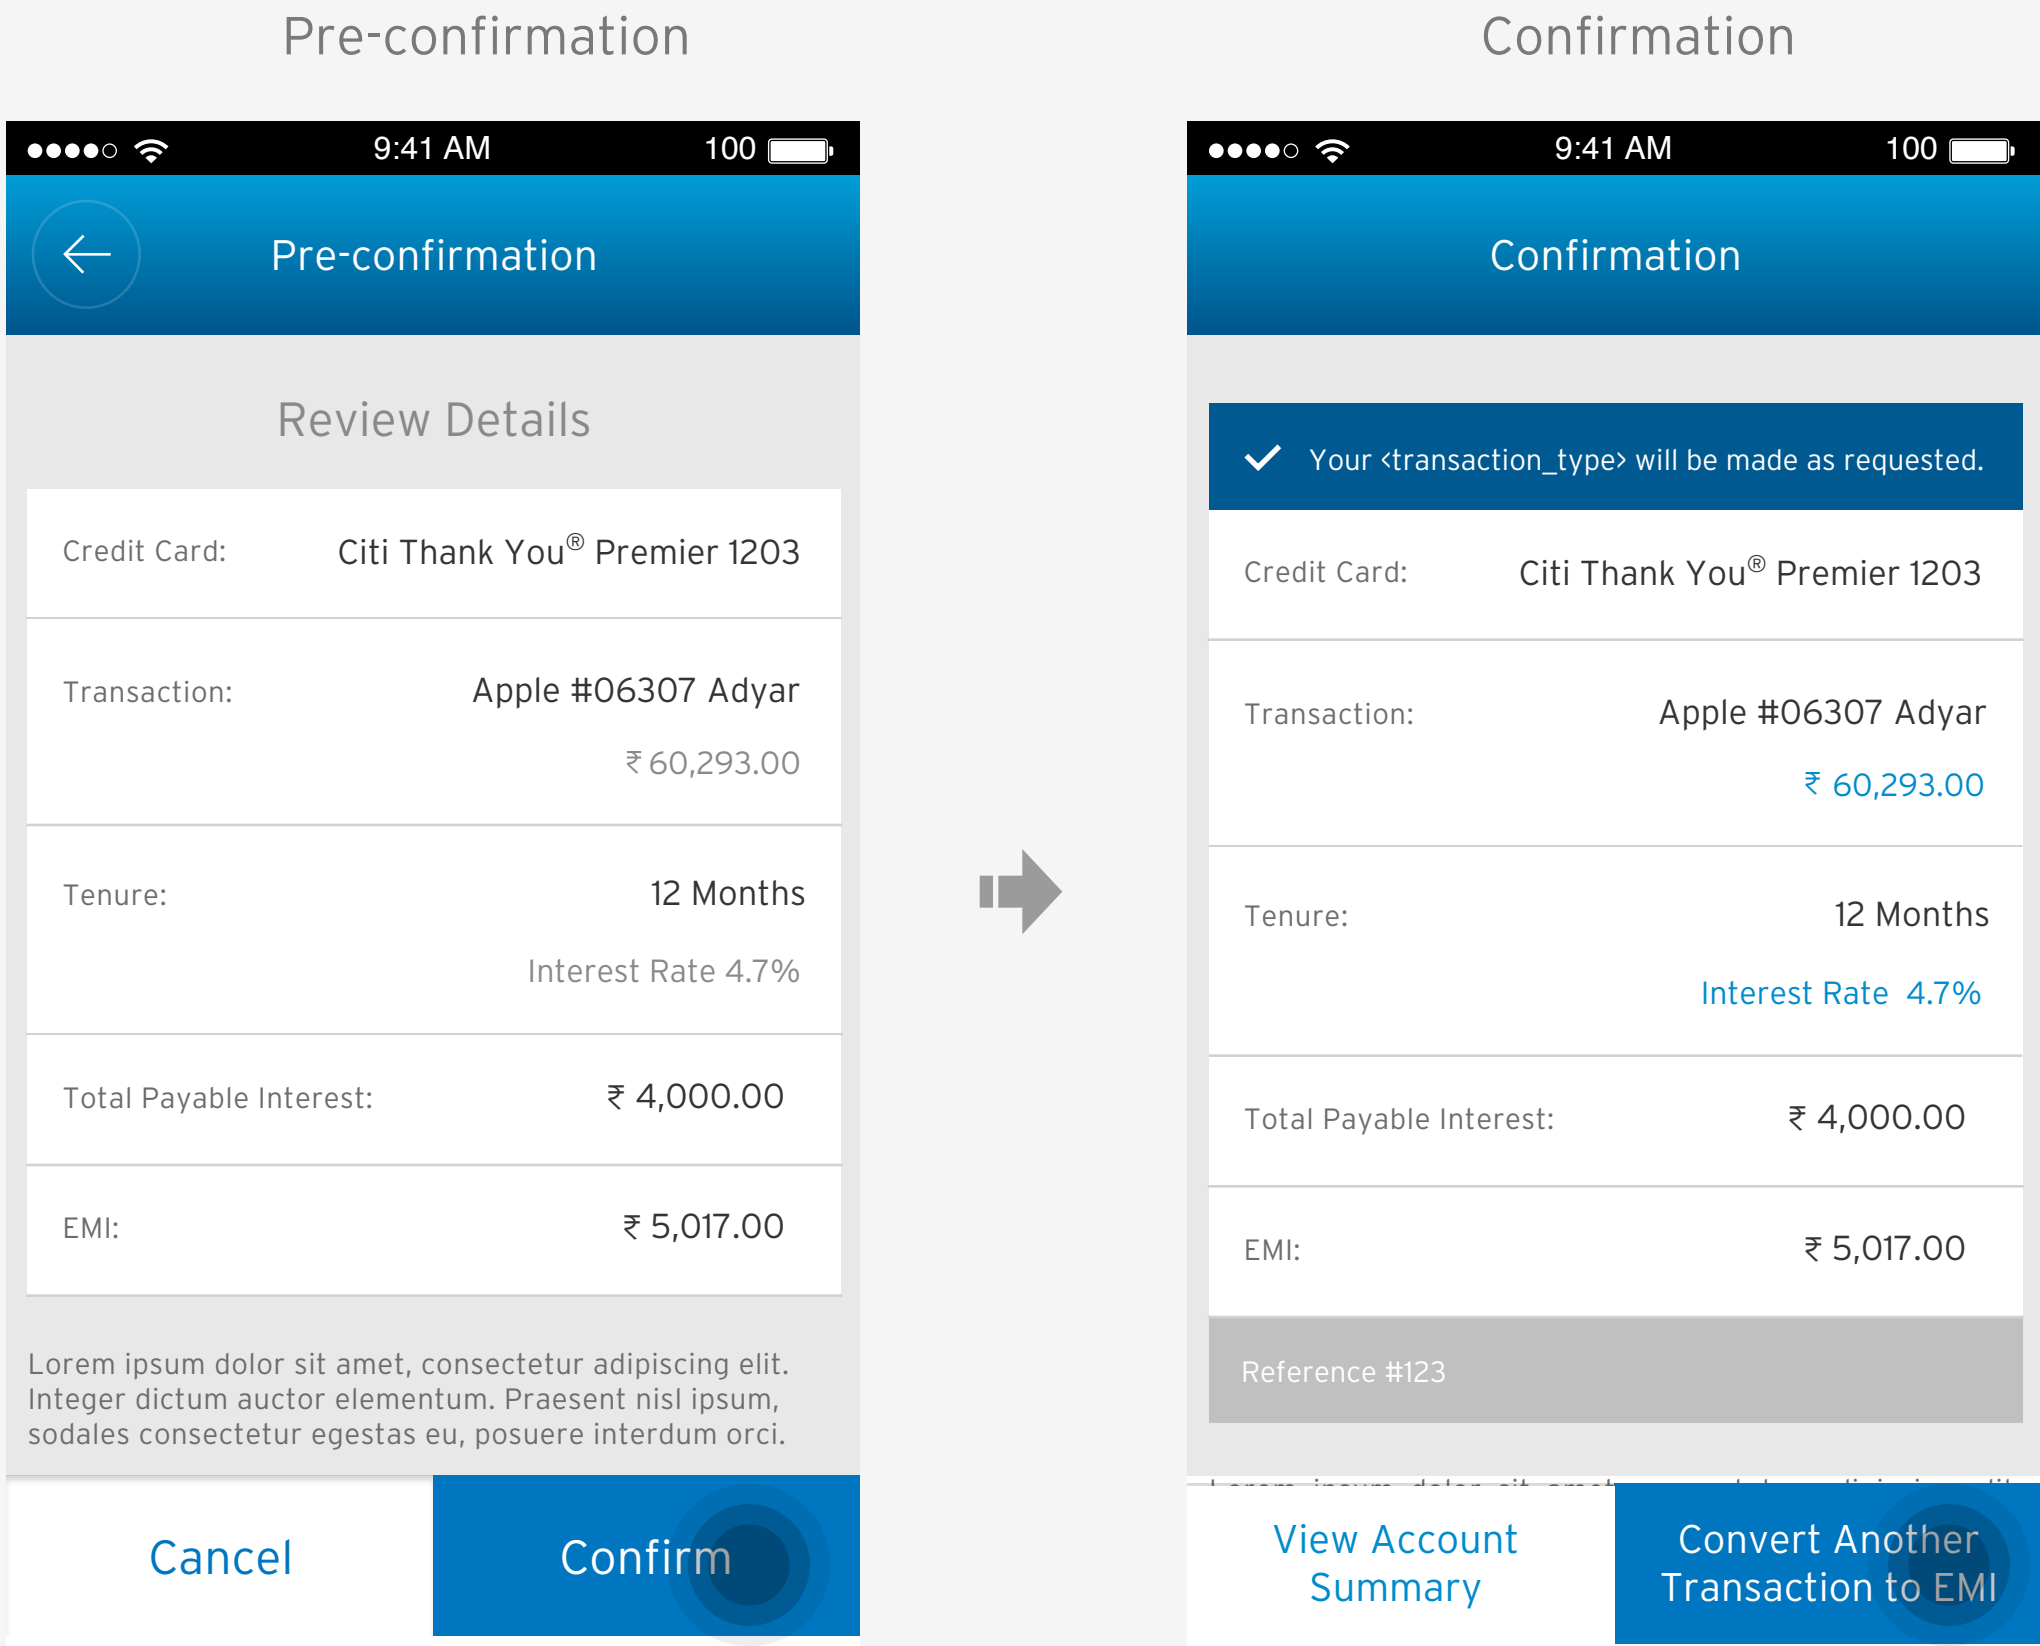 Pre-confirmation
9:41 AM
100
Pre-confirmation
Review Details
Credit Card: Citi Thank You® Premier 1203
Transaction: Apple #06307 Adyar
₹ 60,293.00
Tenure: 12 Months
Interest Rate 4.7%
Total Payable Interest: ₹ 4,000.00
EMI: ₹ 5,017.00
Lorem ipsum dolor sit amet, consectetur adipiscing elit.
Integer dictum auctor elementum. Praesent nisl ipsum,
sodales consectetur egestas eu, posuere interdum orci.
Cancel
Confirm
Confirmation
9:41 AM
100
Confirmation
Your <transaction_type> will be made as requested.
Credit Card: Citi Thank You® Premier 1203
Transaction: Apple #06307 Adyar
₹ 60,293.00
Tenure: 12 Months
Interest Rate 4.7%
Total Payable Interest: ₹ 4,000.00
EMI: ₹ 5,017.00
Reference #123
View Account
Summary
Convert Another
Transaction to EMI